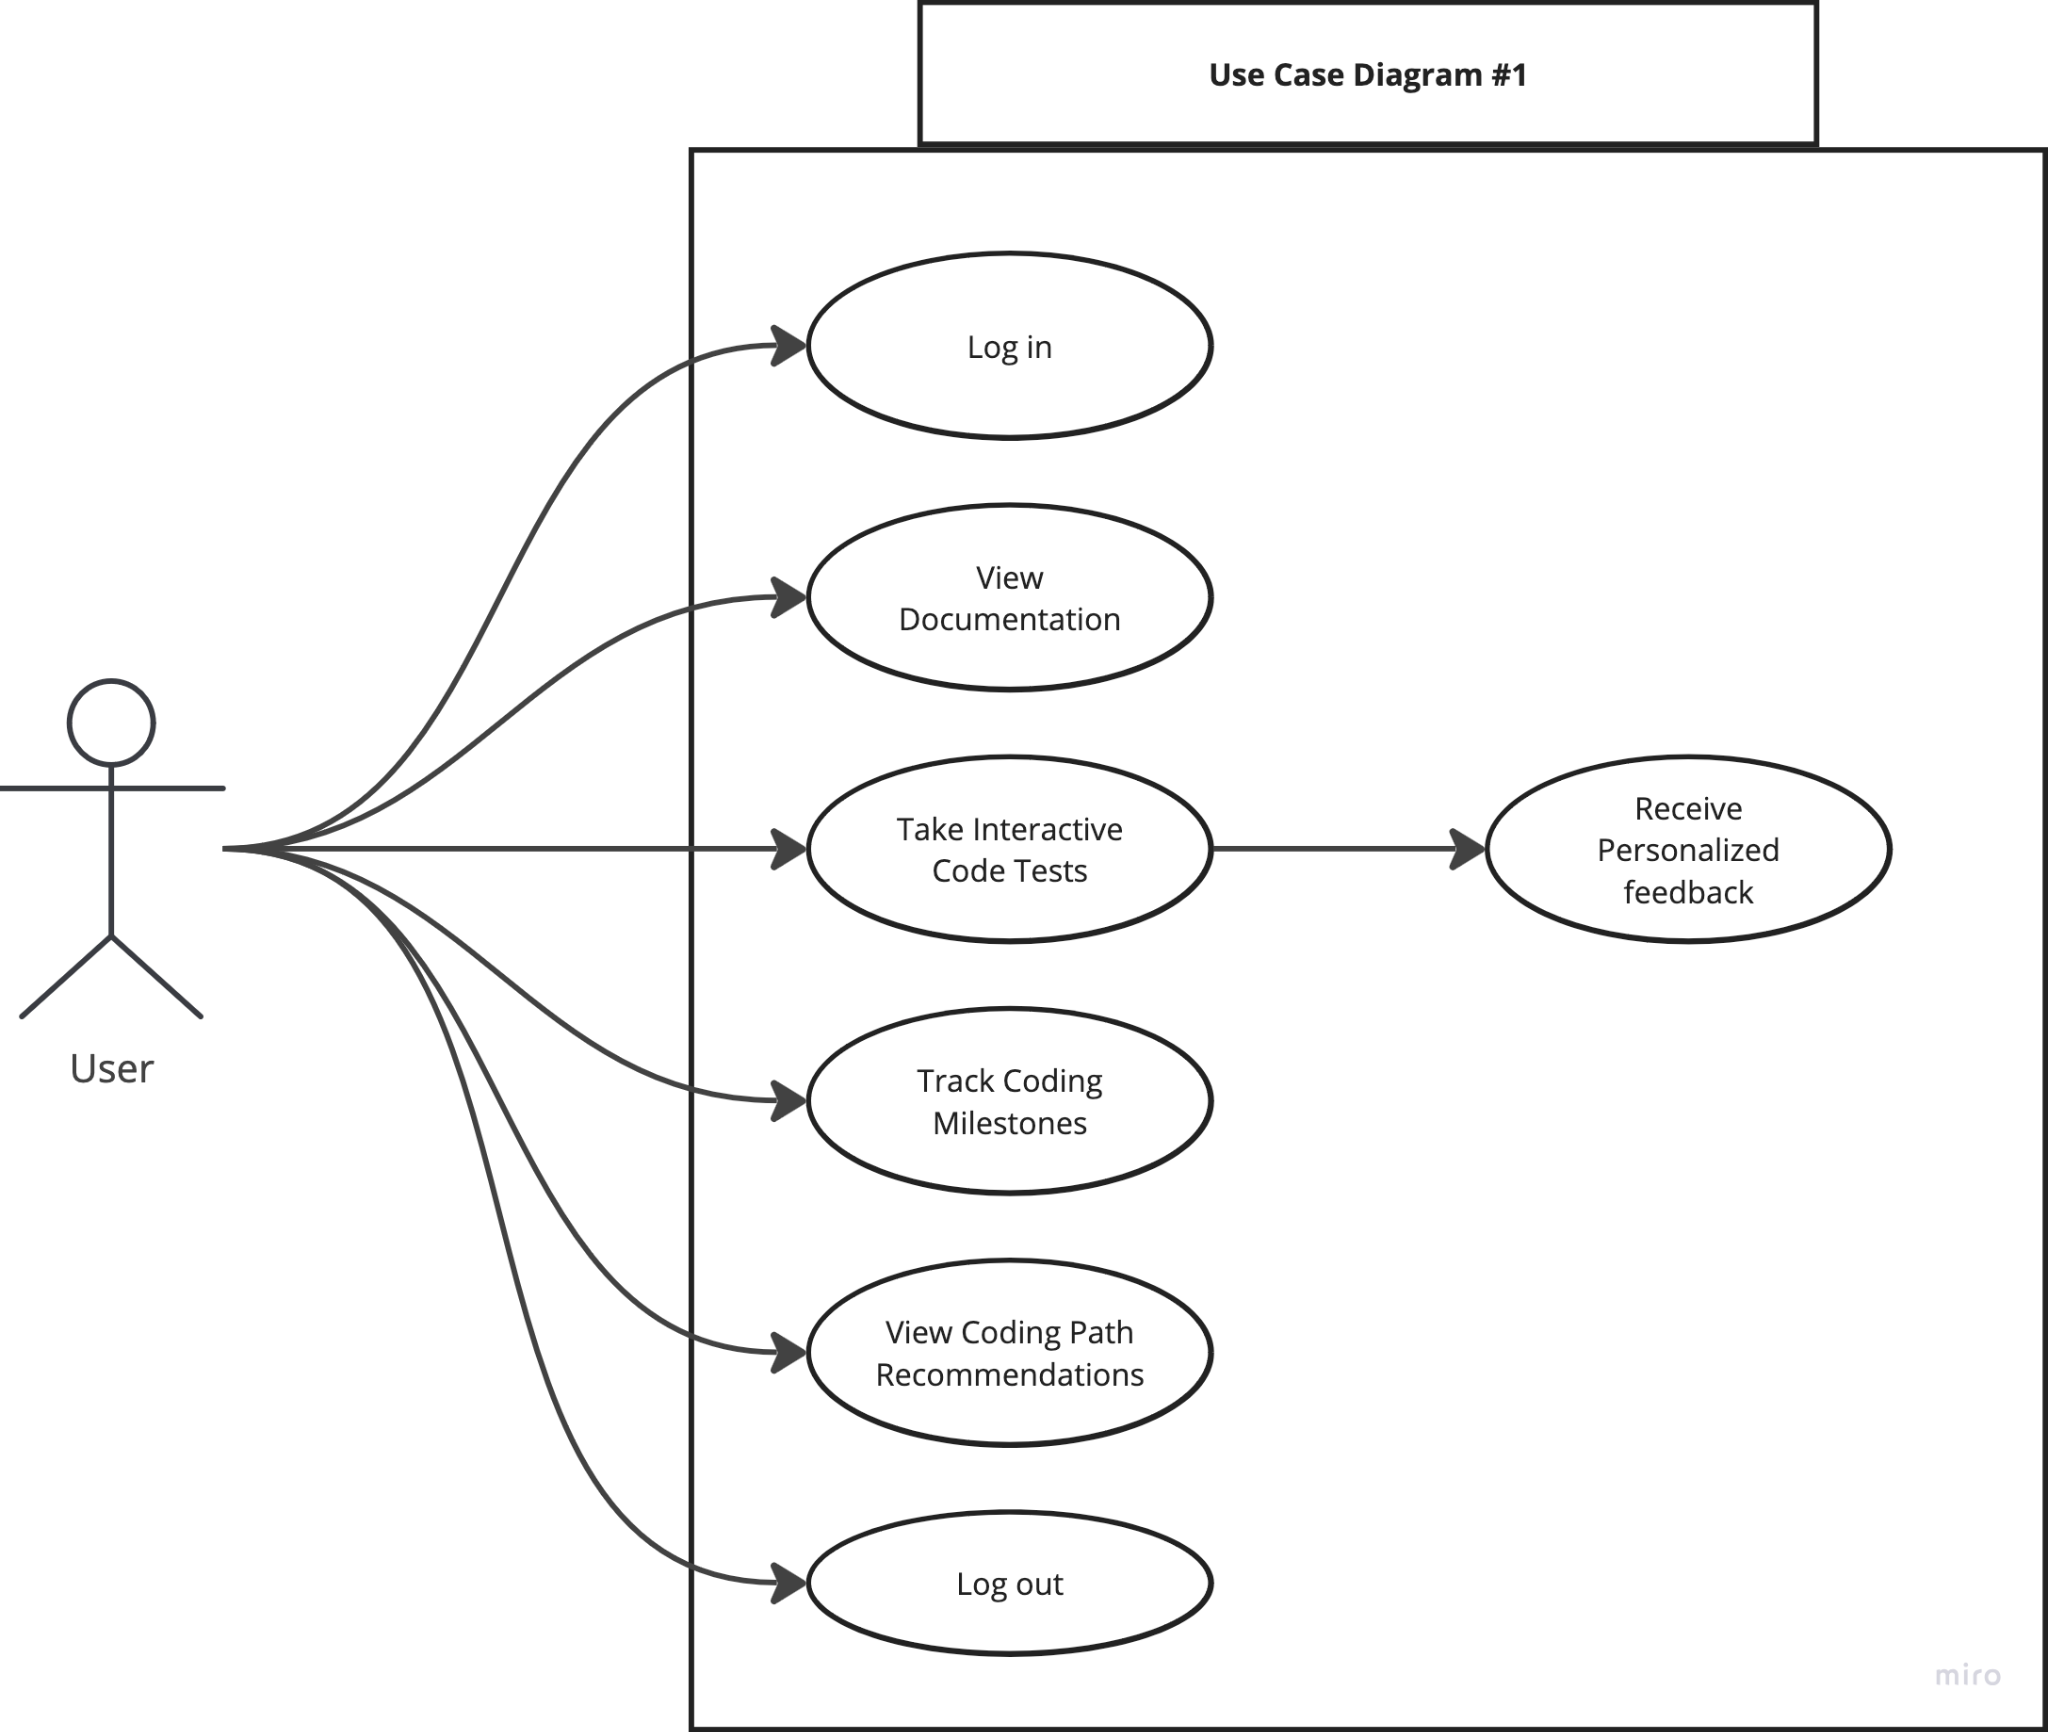 Use Case Diagram #1
Log in
View
Documentation
Take Interactive
Code Tests
Receive
Personalized
feedback
User
Track Coding
Milestones
View Coding Path
Recommendations
Log out
miro